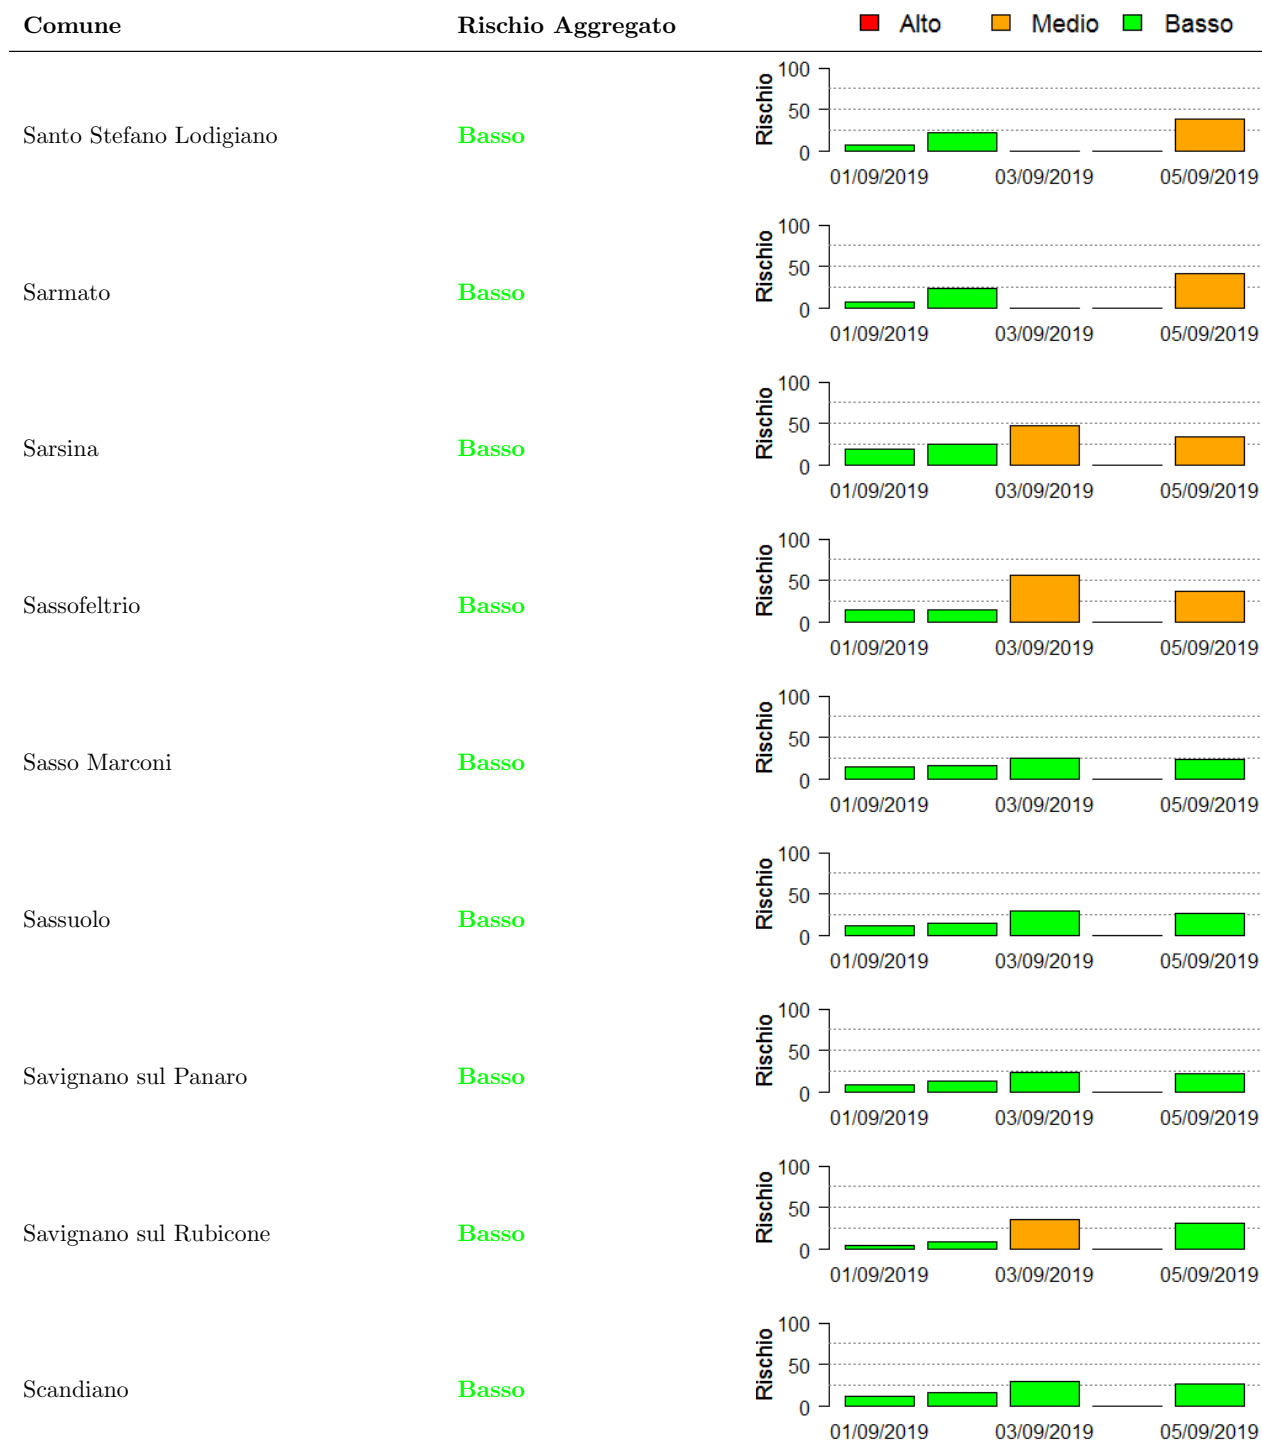 Comune Rischio Aggregato Alto Medio Basso
Santo Stefano Lodigiano Basso
Rischio
100
50
0
01/09/2019 03/09/2019 05/09/2019
Sarmato Basso
Rischio
100
50
0
01/09/2019 03/09/2019 05/09/2019
Sarsina Basso
Rischio
100
50
0
01/09/2019 03/09/2019 05/09/2019
Sassofeltrio Basso
Rischio
100
50
0
01/09/2019 03/09/2019 05/09/2019
Sasso Marconi Basso
Rischio
100
50
0
01/09/2019 03/09/2019 05/09/2019
Sassuolo Basso
Rischio
100
50
0
01/09/2019 03/09/2019 05/09/2019
Savignano sul Panaro Basso
Rischio
100
50
0
01/09/2019 03/09/2019 05/09/2019
Savignano sul Rubicone Basso
Rischio
100
50
0
01/09/2019 03/09/2019 05/09/2019
Scandiano Basso
Rischio
100
50
0
01/09/2019 03/09/2019 05/09/2019